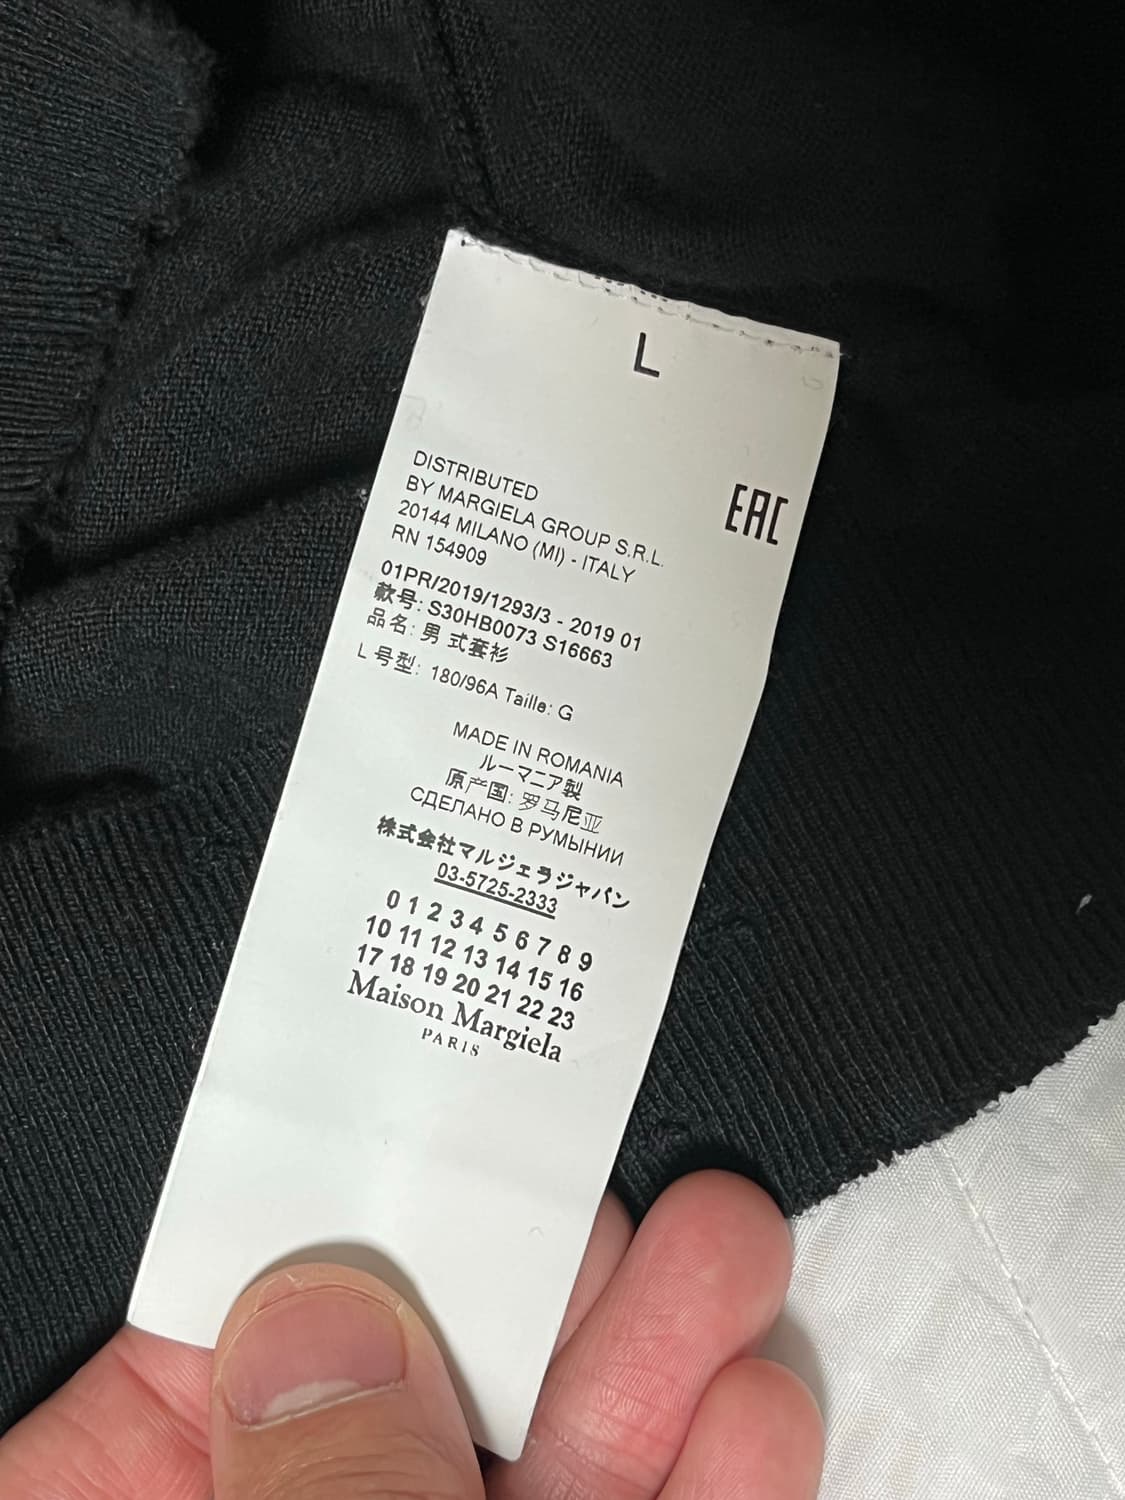 L
EAC
DISTRIBUTED
BY MARGIELA GROUP S.R.L.
20144 MILANO (MI) - ITALY
RN 154909
01PR/2019/1293/3 - 2019 01
款号: S30HB0073 S16663
品名: 男 式套衫
L 号型: 180/96A Taille: G
MADE IN ROMANIA
ルーマニア製
原产国: 罗马尼亚
СДЕЛАНО В РУМЫНИИ
株式会社マルジェラジャパン
03-5725-2333
0 1 2 3 4 5 6 7 8 9
10 11 12 13 14 15 16
17 18 19 20 21 22 23
Maison Margiela
PARIS